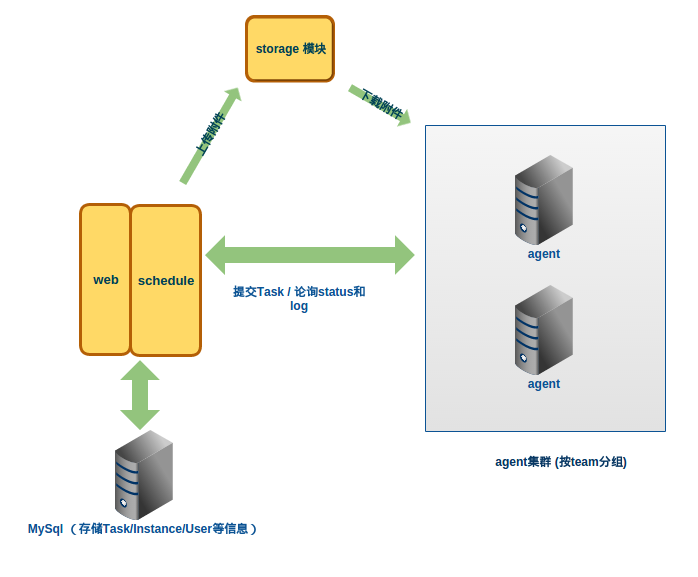 storage 模块
下载附件
上传附件
agent
web
schedule
提交Task / 论询status和
log
agent
agent集群 (按team分组)
MySql（存储Task/Instance/User等信息）